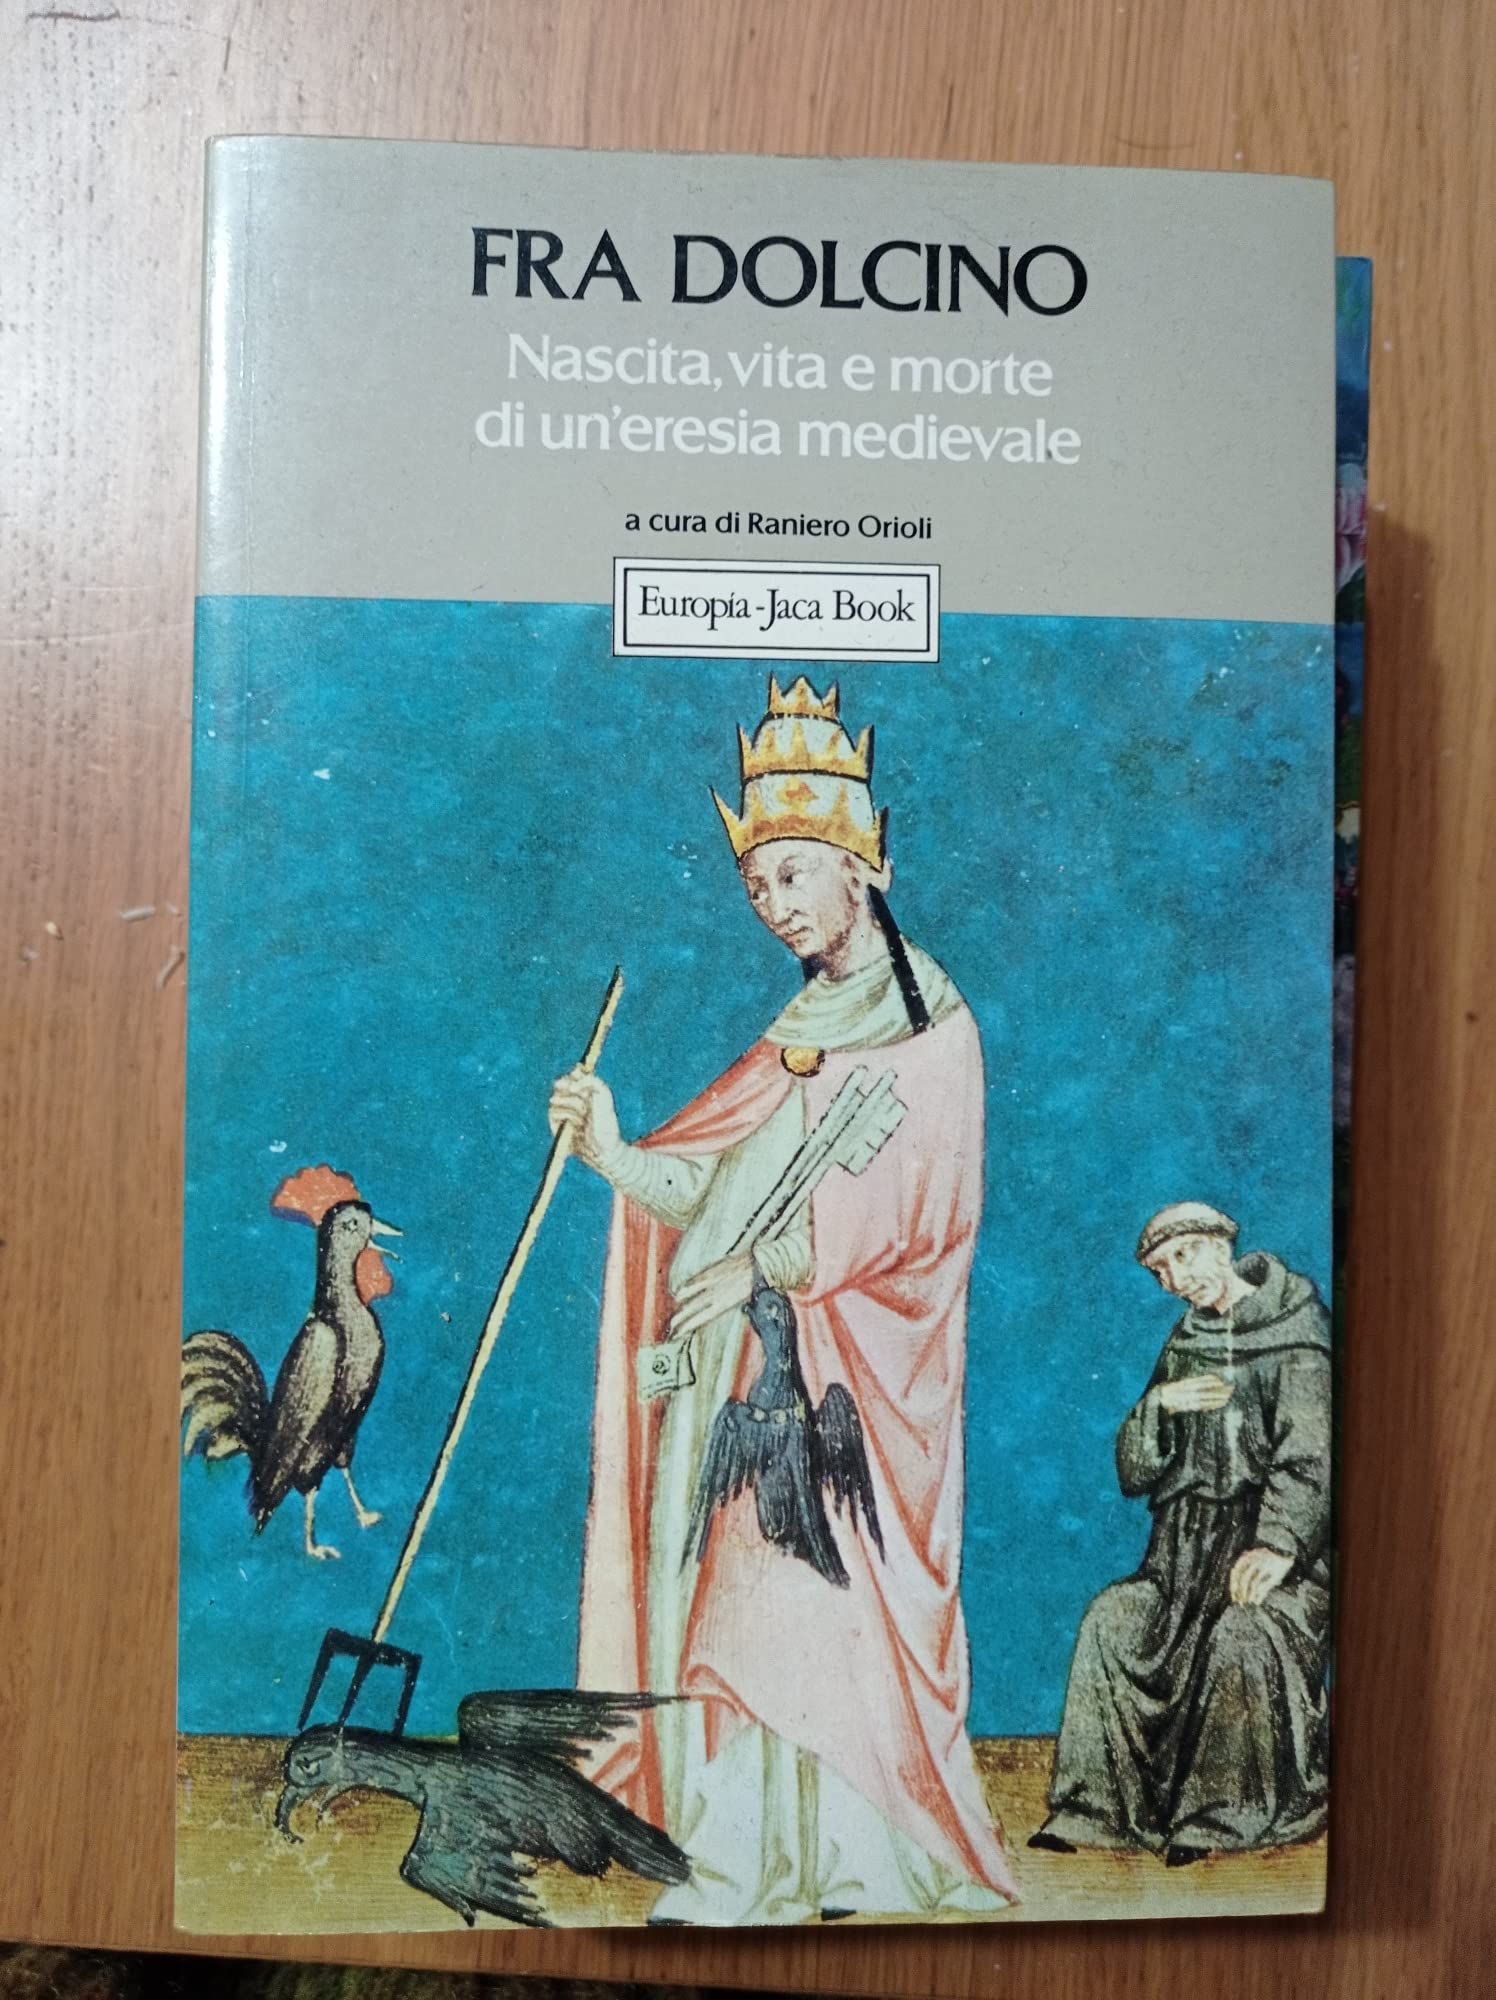 FRA DOLCINO
Nascita, vita e morte
di un'eresia medievale
a cura di Raniero Orioli
Europía-Jaca Book